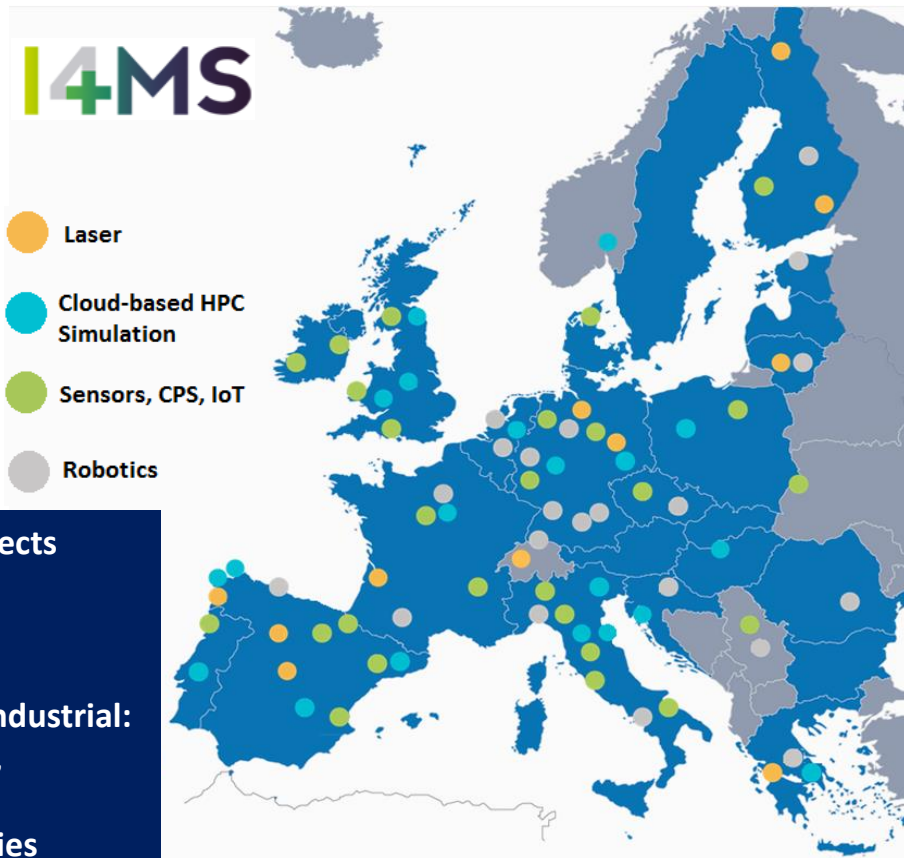 I4MS
Laser
Cloud-based HPC
Simulation
Sensors, CPS, IoT
Robotics
ects
ndustrial:
ies